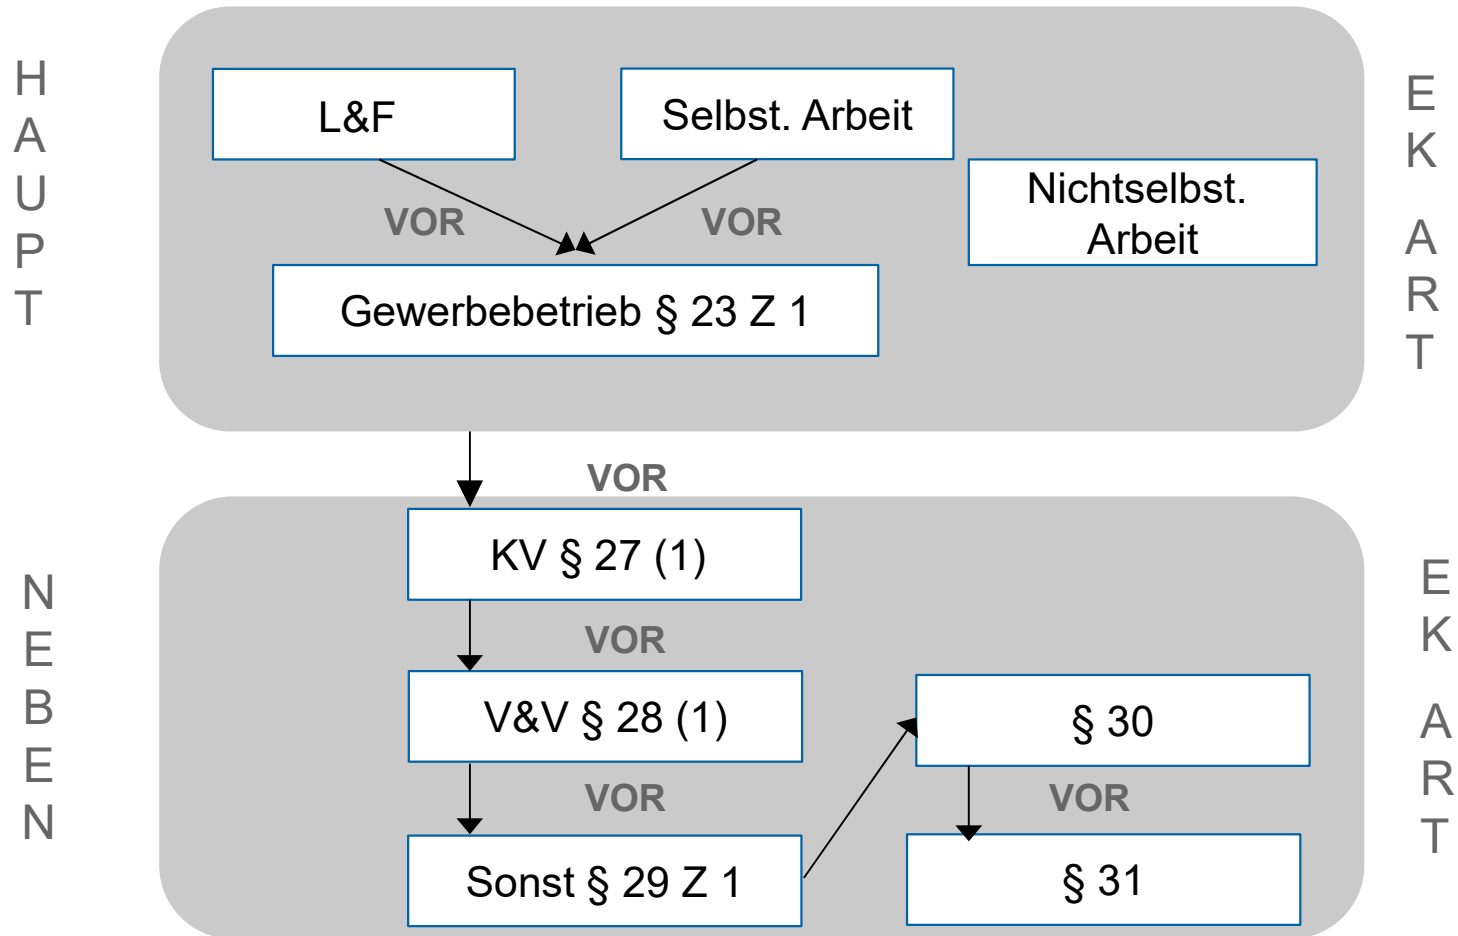 HAUPT
L&F
Selbst. Arbeit
Nichtselbst.
Arbeit
VOR
VOR
Gewerbebetrieb § 23 Z 1
EK ART
VOR
NEBEN
KV § 27 (1)
VOR
V&V § 28 (1)
§ 30
VOR
VOR
Sonst § 29 Z 1
§ 31
EK ART